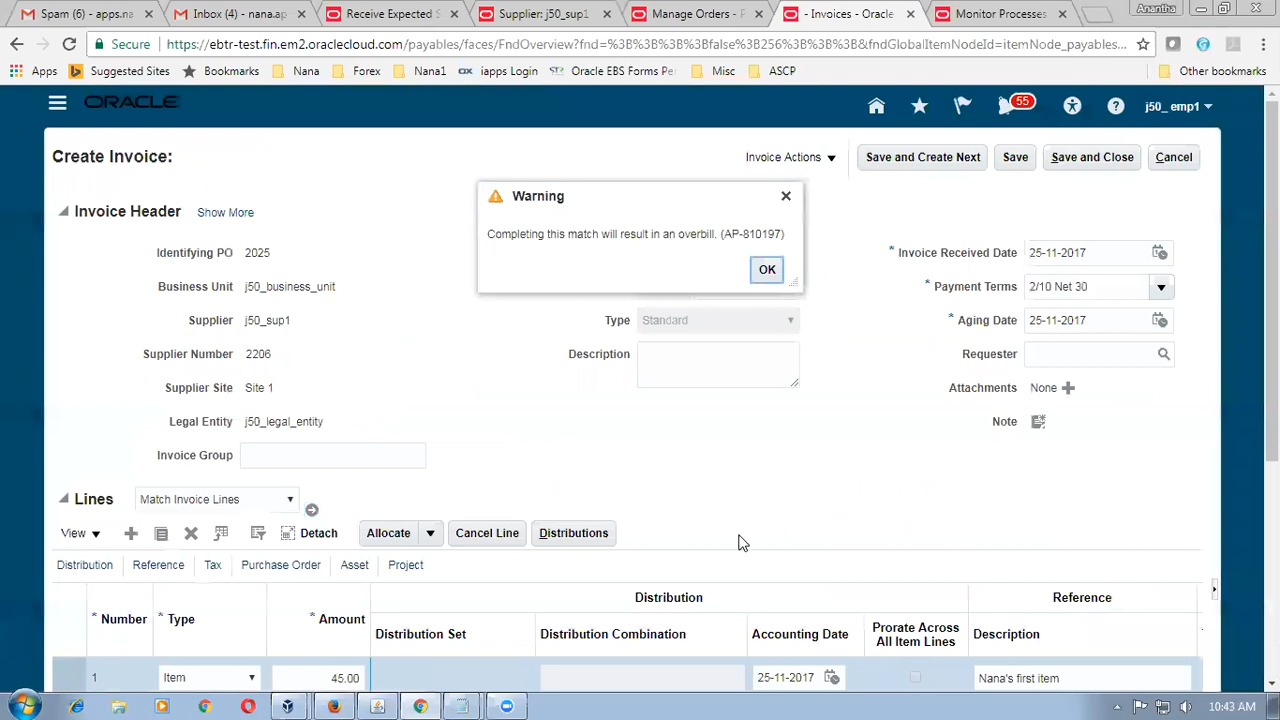 Spam (6) - apps.na
Inbox (4) - nana.ap
Receive Expected S
Supplier: j50_sup1
Manage Orders - P
- Invoices - Oracle
Monitor Processes
Anantha
Secure
https://ebtr-test.fin.em2.oraclecloud.com/payables/faces/FndOverview?fnd=%3B%3B%3B%3Bfalse%3B256%3B%3B%3B&fndGlobalItemNodeId=itemNode_payables...
Apps
Suggested Sites
Bookmarks
Nana
Forex
Nana1
iapps login
Oracle EBS Forms Per
Misc
ASCP
Other bookmarks
ORACLE
55
j50_emp1
Create Invoice:
Invoice Actions
Save and Create Next
Save
Save and Close
Cancel
Warning
Completing this match will result in an overbill. (AP-810197)
OK
Invoice Header
Show More
Identifying PO 2025
Business Unit j50_business_unit
Supplier j50_sup1
Supplier Number 2206
Supplier Site Site 1
Legal Entity j50_legal_entity
Invoice Group
Type Standard
Description
* Invoice Received Date 25-11-2017
* Payment Terms 2/10 Net 30
* Aging Date 25-11-2017
Requester
Attachments None
Note
Lines
Match Invoice Lines
View
Detach
Allocate
Cancel Line
Distributions
Distribution
Reference
Tax
Purchase Order
Asset
Project
* Number
* Type
* Amount
Distribution
Reference
Distribution Set
Distribution Combination
Accounting Date
Prorate Across
All Item Lines
Description
1
Item
45.00
25-11-2017
Nana's first item
10:43 AM